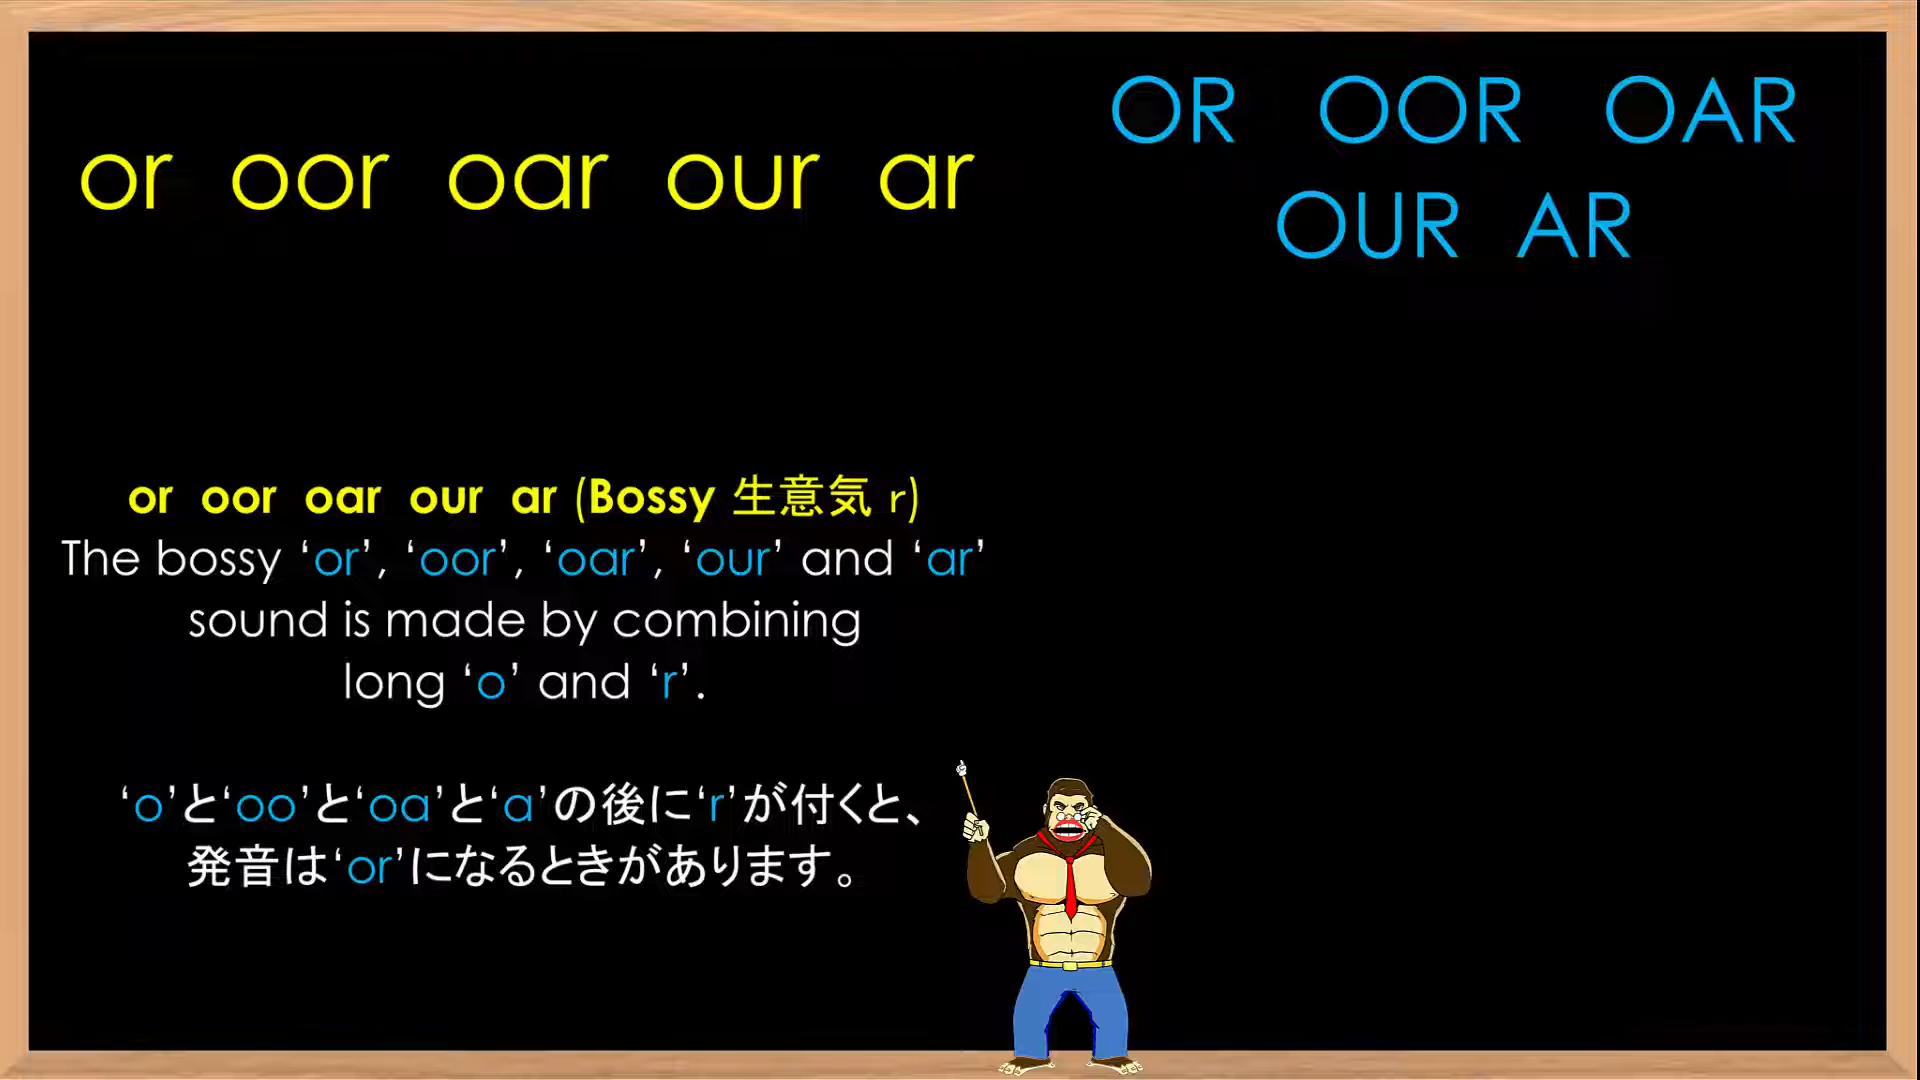 or oor oar our ar
OR OOR OAR
OUR AR
or oor oar our ar (Bossy 生意気 r)
The bossy ‘or’, ‘oor’, ‘oar’, ‘our’ and ‘ar’
sound is made by combining
long ‘o’ and ‘r’.
‘o’と‘oo’と‘oa’と‘a’の後に‘r’が付くと、
発音は‘or’になるときがあります。